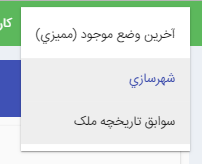 آخرین وضع موجود (ممیزی)
شهرسازی
سوابق تاریخچه ملک